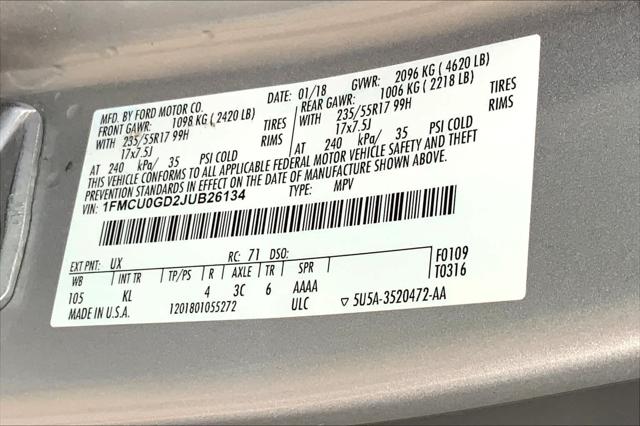 MFD. BY FORD MOTOR CO. DATE: 01/18 GVWR: 2096 KG ( 4620 LB)
FRONT GAWR: 1098 KG ( 2420 LB) REAR GAWR: 1006 KG ( 2218 LB)
WITH 235/55R17 99H TIRES WITH 235/55R17 99H TIRES
17x7.5J RIMS 17x7.5J RIMS
AT 240 kPa/ 35 PSI COLD AT 240 kPa/ 35 PSI COLD
THIS VEHICLE CONFORMS TO ALL APPLICABLE FEDERAL MOTOR VEHICLE SAFETY AND THEFT
PREVENTION STANDARDS IN EFFECT ON THE DATE OF MANUFACTURE SHOWN ABOVE.
VIN: 1FMCU0GD2JUB26134 TYPE: MPV
EXT PNT: UX RC: 71 DSO: F0109
WB INT TR TP/PS R AXLE TR SPR T0316
105 KL 4 3C 6 AAAA
MADE IN U.S.A. 1201801055272 ULC ▽ 5U5A-3520472-AA